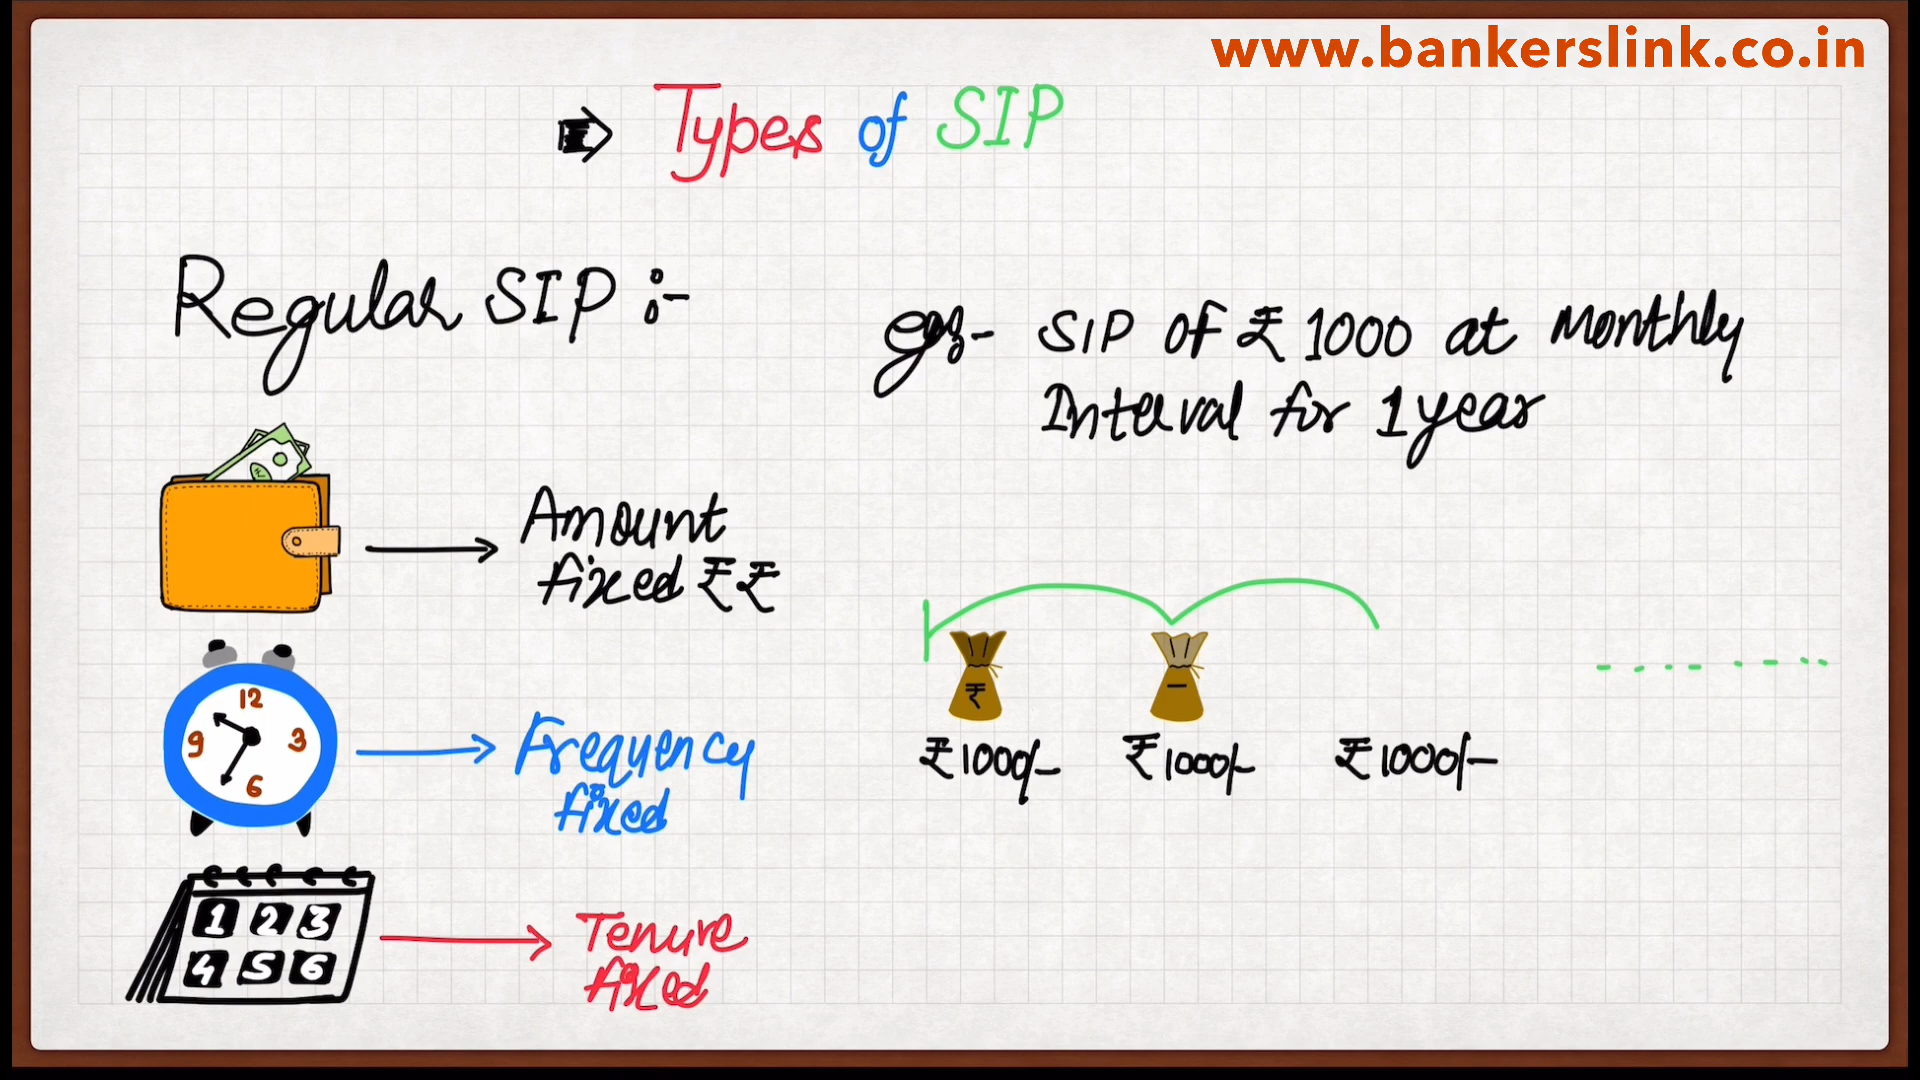 www.bankerslink.co.in
Types of SIP
Regular SIP :-
eg:- SIP of ₹ 1000 at Monthly
Interval for 1 year
Amount
fixed ₹ ₹
12
9 3
6
Frequency
fixed
₹
₹1000/- ₹1000/- ₹1000/-
1 2 3
4 5 6
Tenure
fixed